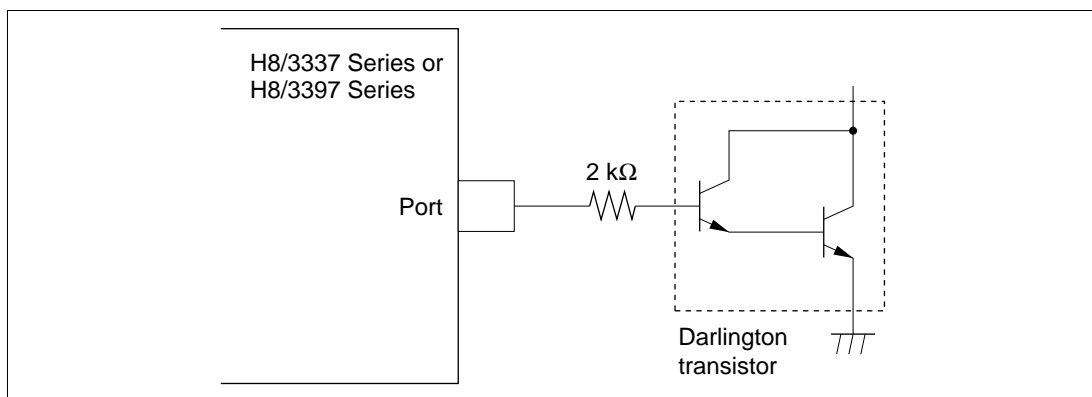 H8/3337 Series or
H8/3397 Series
Port
2 kΩ
Darlington
transistor